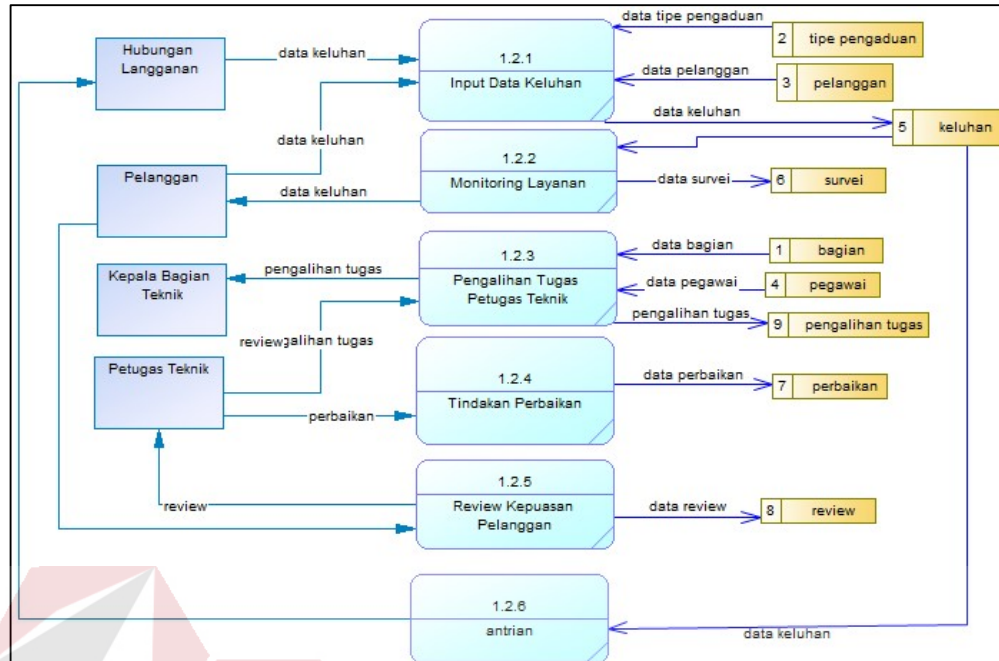 data tipe pengaduan
2 tipe pengaduan
Hubungan
Langganan
data keluhan
1.2.1
Input Data Keluhan
data pelanggan
3 pelanggan
data keluhan
5 keluhan
data keluhan
1.2.2
Monitoring Layanan
Pelanggan
data keluhan
data survei
6 survei
Kepala Bagian
Teknik
pengalihan tugas
1.2.3
Pengalihan Tugas
Petugas Teknik
data bagian
1 bagian
data pegawai
4 pegawai
pengalihan tugas
9 pengalihan tugas
review
galihan tugas
Petugas Teknik
1.2.4
Tindakan Perbaikan
perbaikan
data perbaikan
7 perbaikan
1.2.5
Review Kepuasan
Pelanggan
review
data review
8 review
1.2.6
antrian
data keluhan